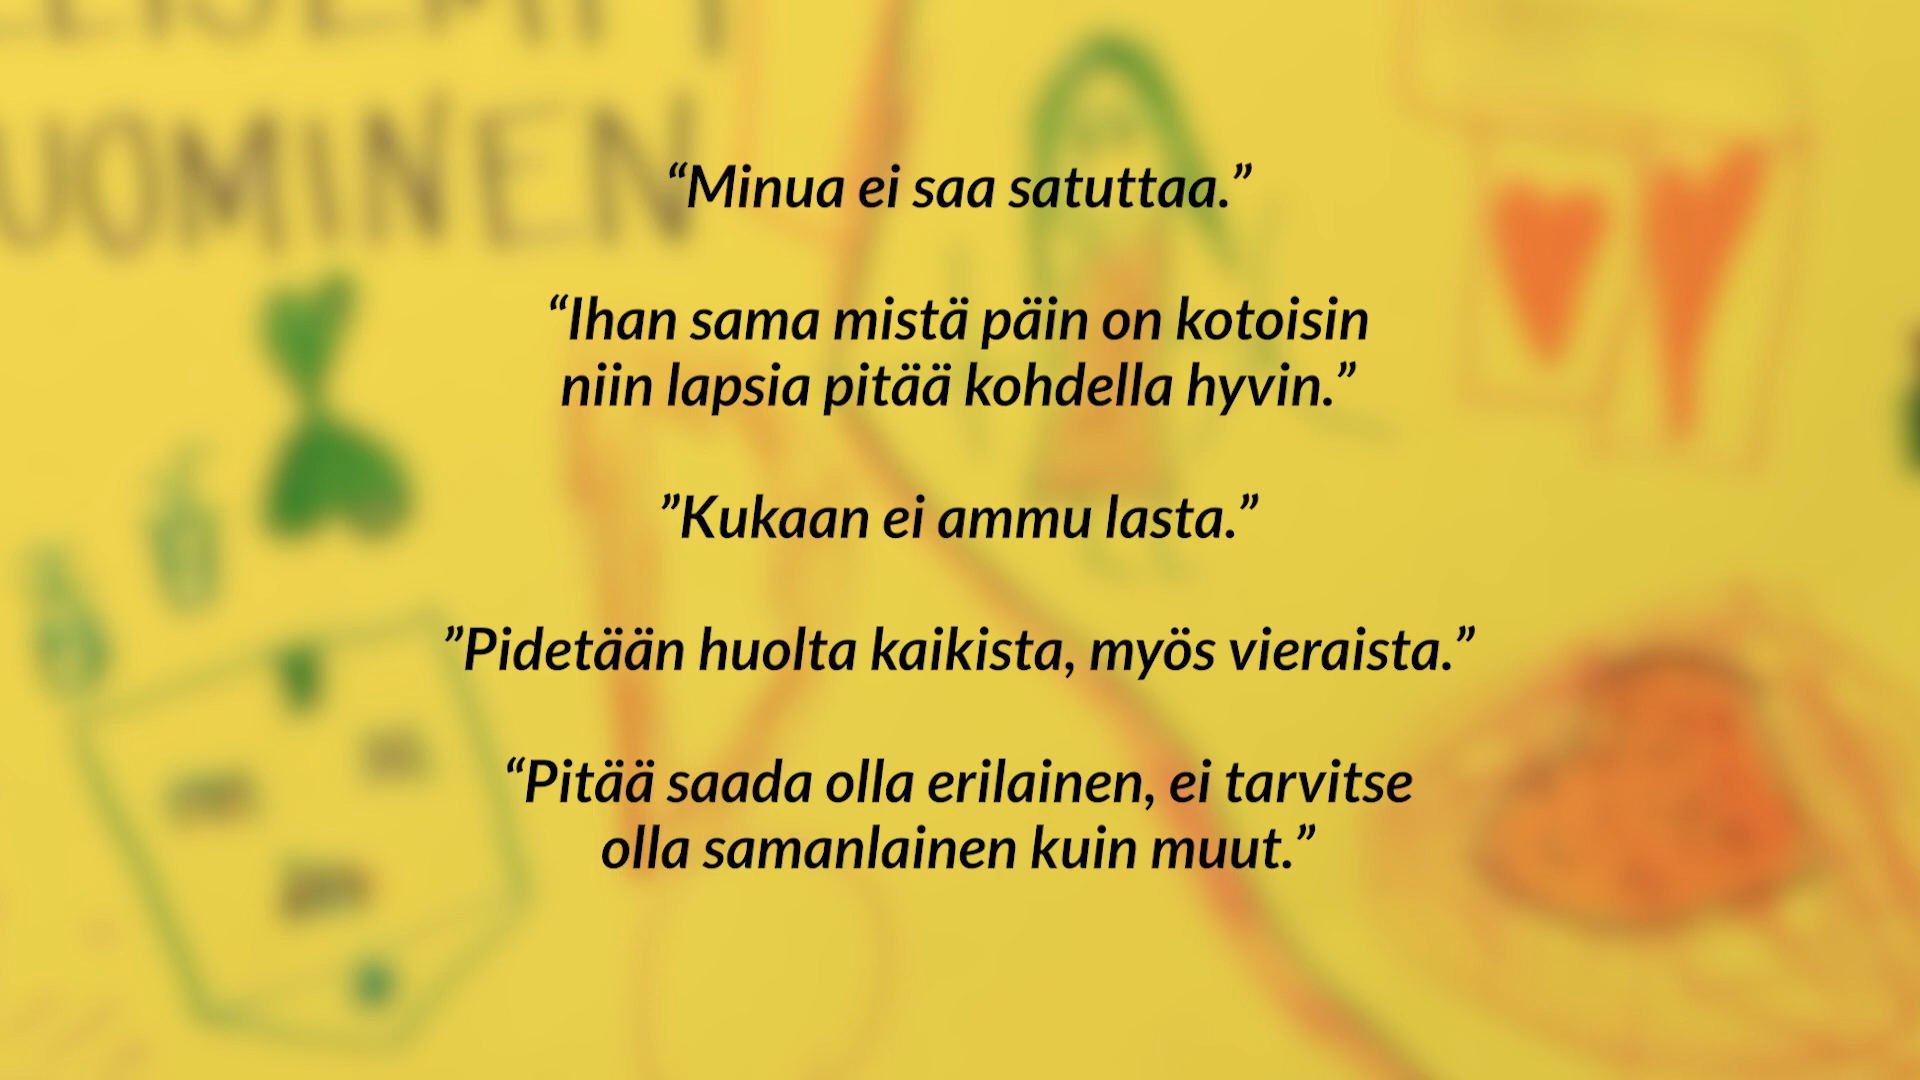 UOMINEN
“Minua ei saa satuttaa.”
“Ihan sama mistä päin on kotoisin
niin lapsia pitää kohdella hyvin.”
”Kukaan ei ammu lasta.”
”Pidetään huolta kaikista, myös vieraista.”
“Pitää saada olla erilainen, ei tarvitse
olla samanlainen kuin muut.”